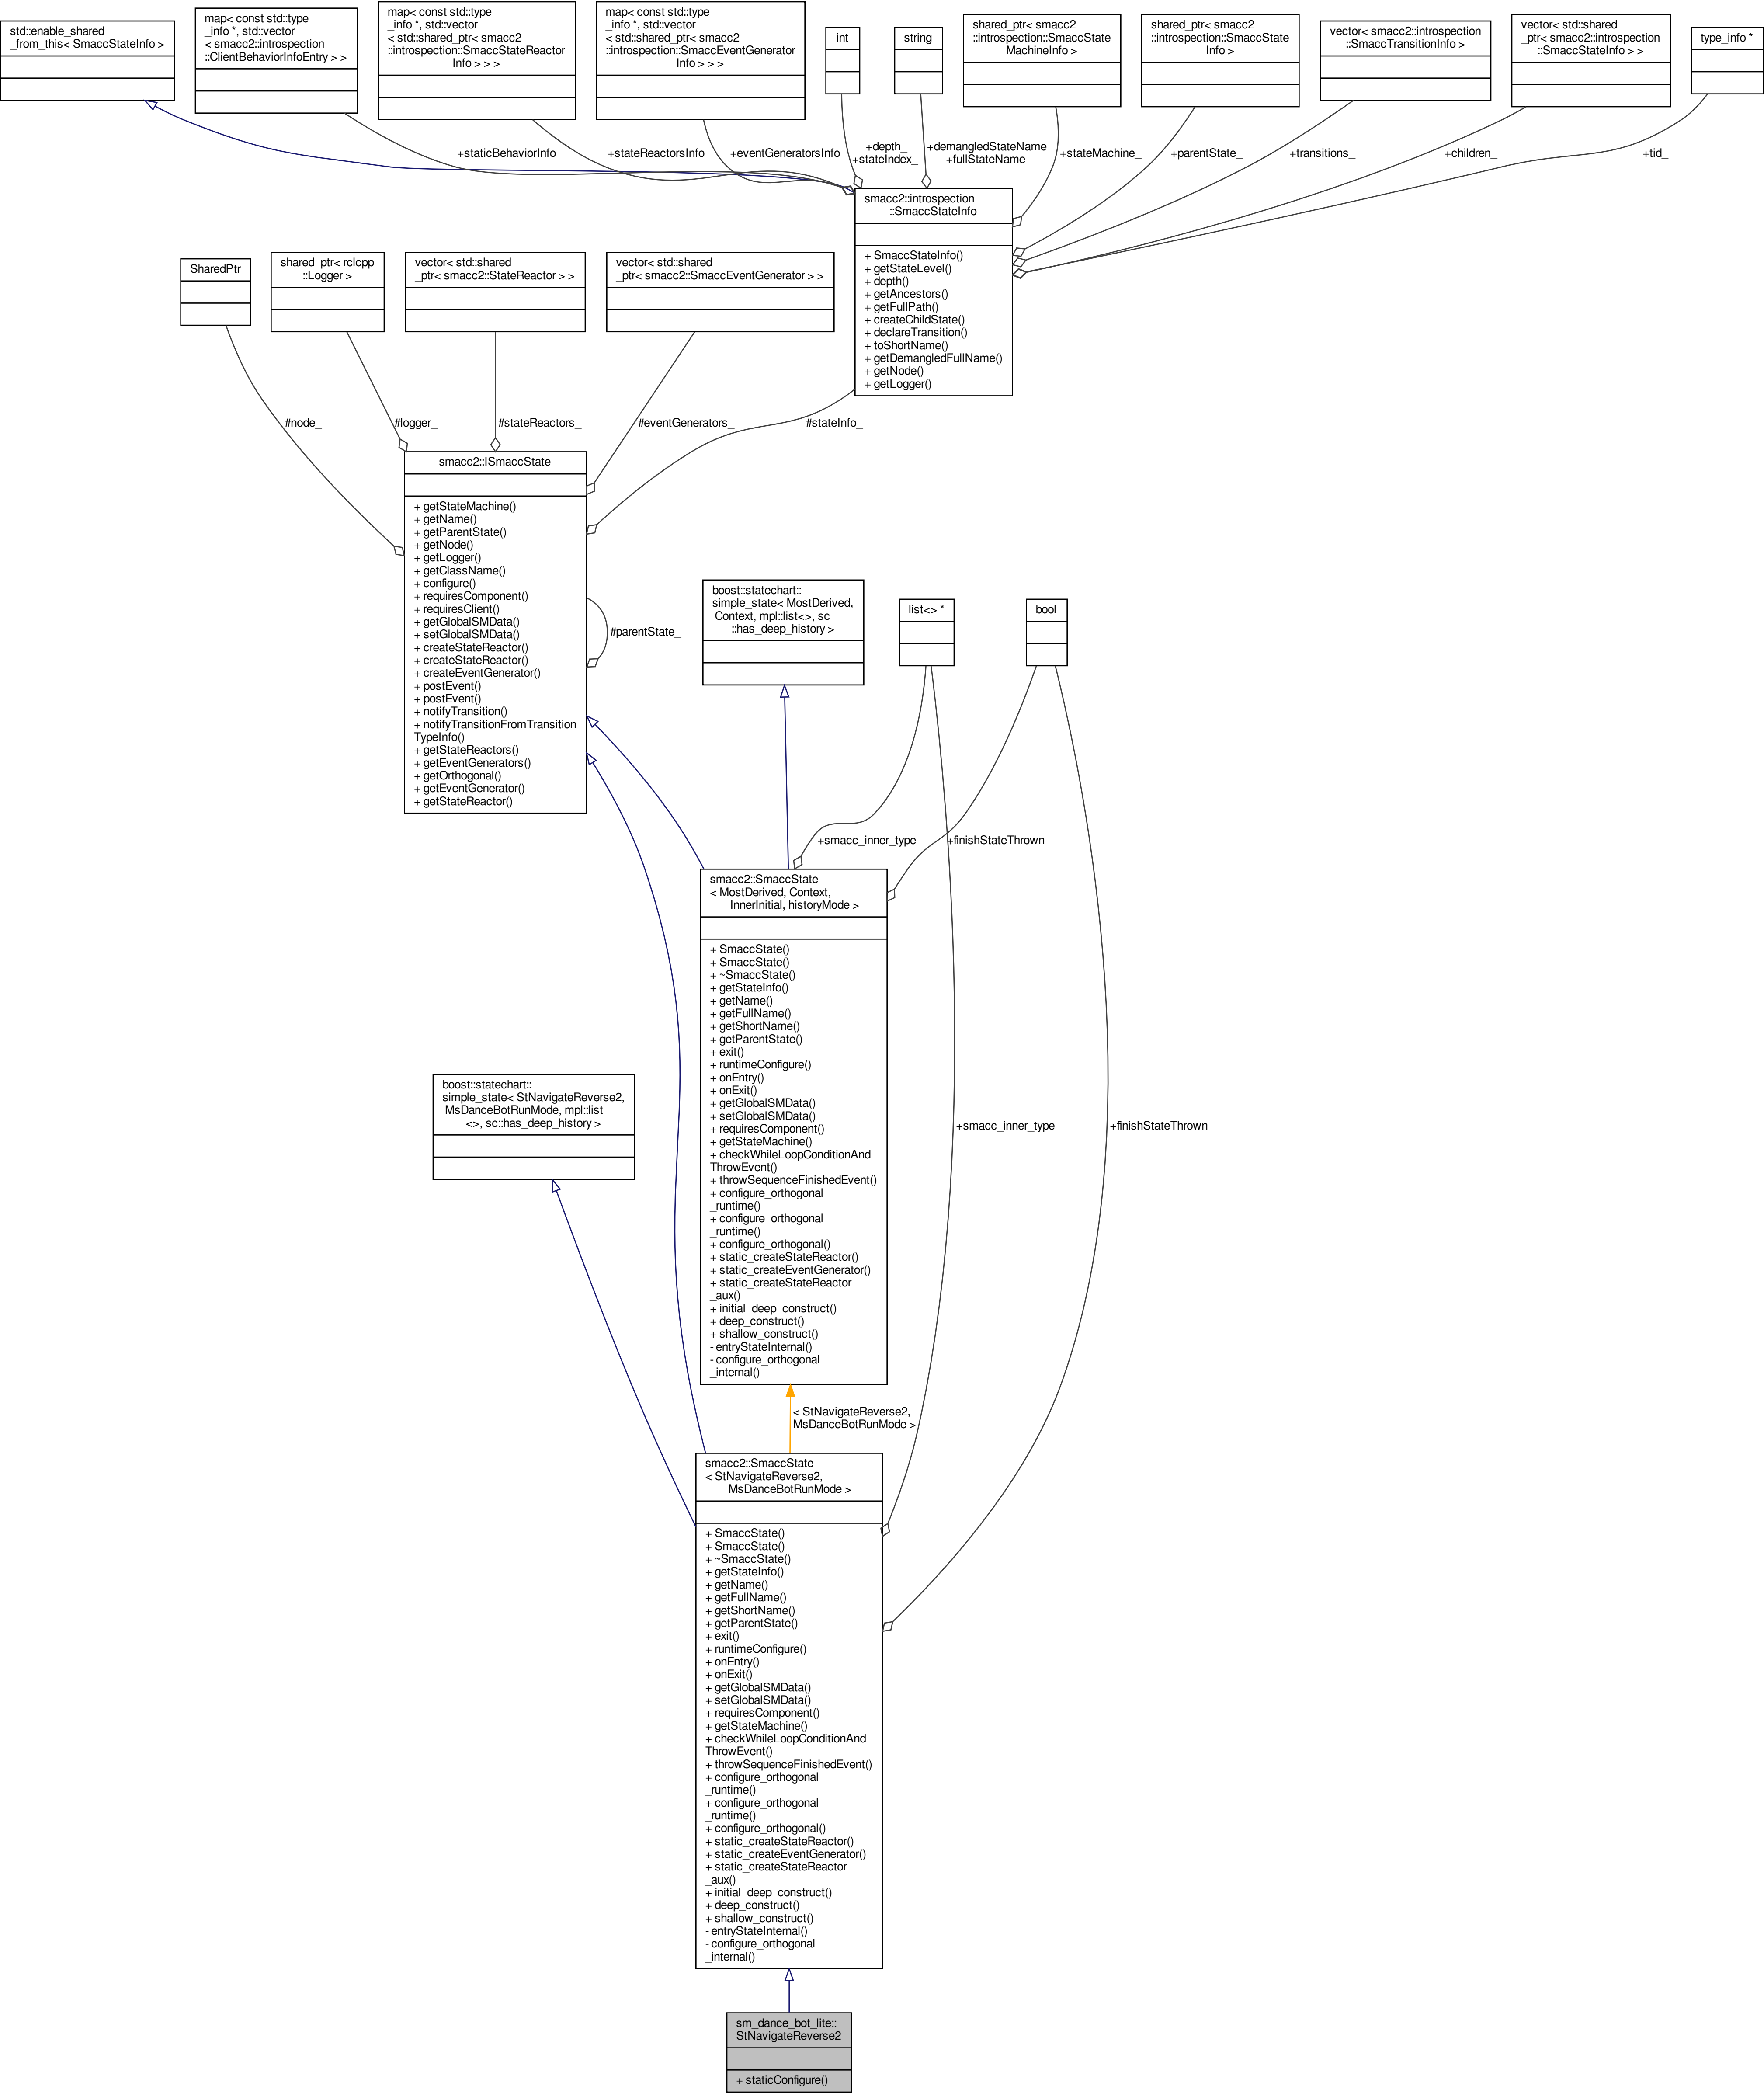 std::enable_shared
_from_this< SmaccStateInfo >
map< const std::type
_info *, std::vector
< smacc2::introspection
::ClientBehaviorInfoEntry > >
map< const std::type
_info *, std::vector
< std::shared_ptr< smacc2
::introspection::SmaccStateReactor
Info > > >
map< const std::type
_info *, std::vector
< std::shared_ptr< smacc2
::introspection::SmaccEventGenerator
Info > > >
int
string
shared_ptr< smacc2
::introspection::SmaccState
MachineInfo >
shared_ptr< smacc2
::introspection::SmaccState
Info >
vector< smacc2::introspection
::SmaccTransitionInfo >
vector< std::shared
_ptr< smacc2::introspection
::SmaccStateInfo > >
type_info *
+staticBehaviorInfo
+stateReactorsInfo
+eventGeneratorsInfo
+depth_
+stateIndex_
+demangledStateName
+fullStateName
+stateMachine_
+parentState_
+transitions_
+children_
+tid_
smacc2::introspection
::SmaccStateInfo
+ SmaccStateInfo()
+ getStateLevel()
+ depth()
+ getAncestors()
+ getFullPath()
+ createChildState()
+ declareTransition()
+ toShortName()
+ getDemangledFullName()
+ getNode()
+ getLogger()
SharedPtr
shared_ptr< rclcpp
::Logger >
vector< std::shared
_ptr< smacc2::StateReactor > >
vector< std::shared
_ptr< smacc2::SmaccEventGenerator > >
#node_
#logger_
#stateReactors_
#eventGenerators_
#stateInfo_
smacc2::ISmaccState
+ getStateMachine()
+ getName()
+ getParentState()
+ getNode()
+ getLogger()
+ getClassName()
+ configure()
+ requiresComponent()
+ requiresClient()
+ getGlobalSMData()
+ setGlobalSMData()
+ createStateReactor()
+ createStateReactor()
+ createEventGenerator()
+ postEvent()
+ postEvent()
+ notifyTransition()
+ notifyTransitionFromTransition
TypeInfo()
+ getStateReactors()
+ getEventGenerators()
+ getOrthogonal()
+ getEventGenerator()
+ getStateReactor()
#parentState_
boost::statechart::
simple_state< MostDerived,
Context, mpl::list<>, sc
::has_deep_history >
list<> *
bool
+smacc_inner_type
+finishStateThrown
smacc2::SmaccState
< MostDerived, Context,
InnerInitial, historyMode >
+ SmaccState()
+ SmaccState()
+ ~SmaccState()
+ getStateInfo()
+ getName()
+ getFullName()
+ getShortName()
+ getParentState()
+ exit()
+ runtimeConfigure()
+ onEntry()
+ onExit()
+ getGlobalSMData()
+ setGlobalSMData()
+ requiresComponent()
+ getStateMachine()
+ checkWhileLoopConditionAnd
ThrowEvent()
+ throwSequenceFinishedEvent()
+ configure_orthogonal
_runtime()
+ configure_orthogonal
_runtime()
+ configure_orthogonal()
+ static_createStateReactor()
+ static_createEventGenerator()
+ static_createStateReactor
_aux()
+ initial_deep_construct()
+ deep_construct()
+ shallow_construct()
- entryStateInternal()
- configure_orthogonal
_internal()
boost::statechart::
simple_state< StNavigateReverse2,
MsDanceBotRunMode, mpl::list
<>, sc::has_deep_history >
+smacc_inner_type
+finishStateThrown
< StNavigateReverse2,
MsDanceBotRunMode >
smacc2::SmaccState
< StNavigateReverse2,
MsDanceBotRunMode >
+ SmaccState()
+ SmaccState()
+ ~SmaccState()
+ getStateInfo()
+ getName()
+ getFullName()
+ getShortName()
+ getParentState()
+ exit()
+ runtimeConfigure()
+ onEntry()
+ onExit()
+ getGlobalSMData()
+ setGlobalSMData()
+ requiresComponent()
+ getStateMachine()
+ checkWhileLoopConditionAnd
ThrowEvent()
+ throwSequenceFinishedEvent()
+ configure_orthogonal
_runtime()
+ configure_orthogonal
_runtime()
+ configure_orthogonal()
+ static_createStateReactor()
+ static_createEventGenerator()
+ static_createStateReactor
_aux()
+ initial_deep_construct()
+ deep_construct()
+ shallow_construct()
- entryStateInternal()
- configure_orthogonal
_internal()
sm_dance_bot_lite::
StNavigateReverse2
+ staticConfigure()